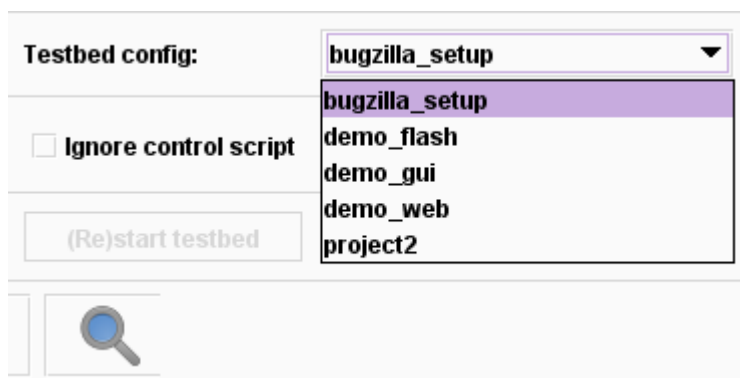 Testbed config:
bugzilla_setup
bugzilla_setup
demo_flash
Ignore control script
demo_gui
demo_web
(Re)start testbed
project2